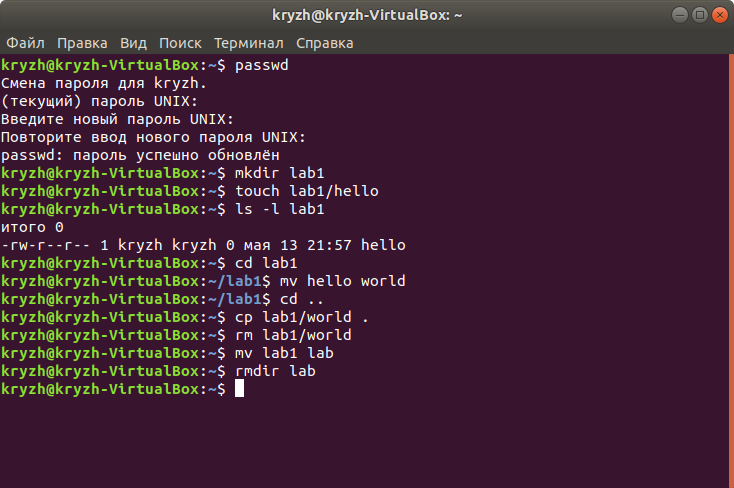 kryzh@kryzh-VirtualBox: ~
Файл Правка Вид Поиск Терминал Справка
kryzh@kryzh-VirtualBox:~$ passwd
Смена пароля для kryzh.
(текущий) пароль UNIX:
Введите новый пароль UNIX:
Повторите ввод нового пароля UNIX:
passwd: пароль успешно обновлён
kryzh@kryzh-VirtualBox:~$ mkdir lab1
kryzh@kryzh-VirtualBox:~$ touch lab1/hello
kryzh@kryzh-VirtualBox:~$ ls -l lab1
итого 0
-rw-r--r-- 1 kryzh kryzh 0 мая 13 21:57 hello
kryzh@kryzh-VirtualBox:~$ cd lab1
kryzh@kryzh-VirtualBox:~/lab1$ mv hello world
kryzh@kryzh-VirtualBox:~/lab1$ cd ..
kryzh@kryzh-VirtualBox:~$ cp lab1/world .
kryzh@kryzh-VirtualBox:~$ rm lab1/world
kryzh@kryzh-VirtualBox:~$ mv lab1 lab
kryzh@kryzh-VirtualBox:~$ rmdir lab
kryzh@kryzh-VirtualBox:~$